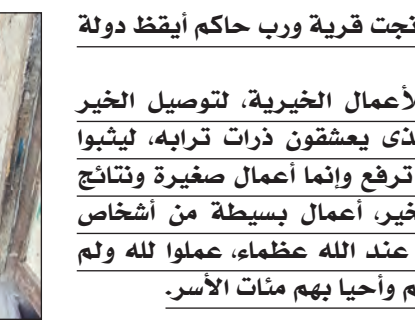 نجت قرية ورب حاكم أيقظ دولة
لأعمال الخيرية، لتوصيل الخير
ذى يعشقون ذرات ترابه، ليثبوا
ترفع وإنما أعمال صغيرة ونتائج
خير، أعمال بسيطة من أشخاص
عند الله عظماء، عملوا لله ولم
م وأحيا بهم مئات الأسر.